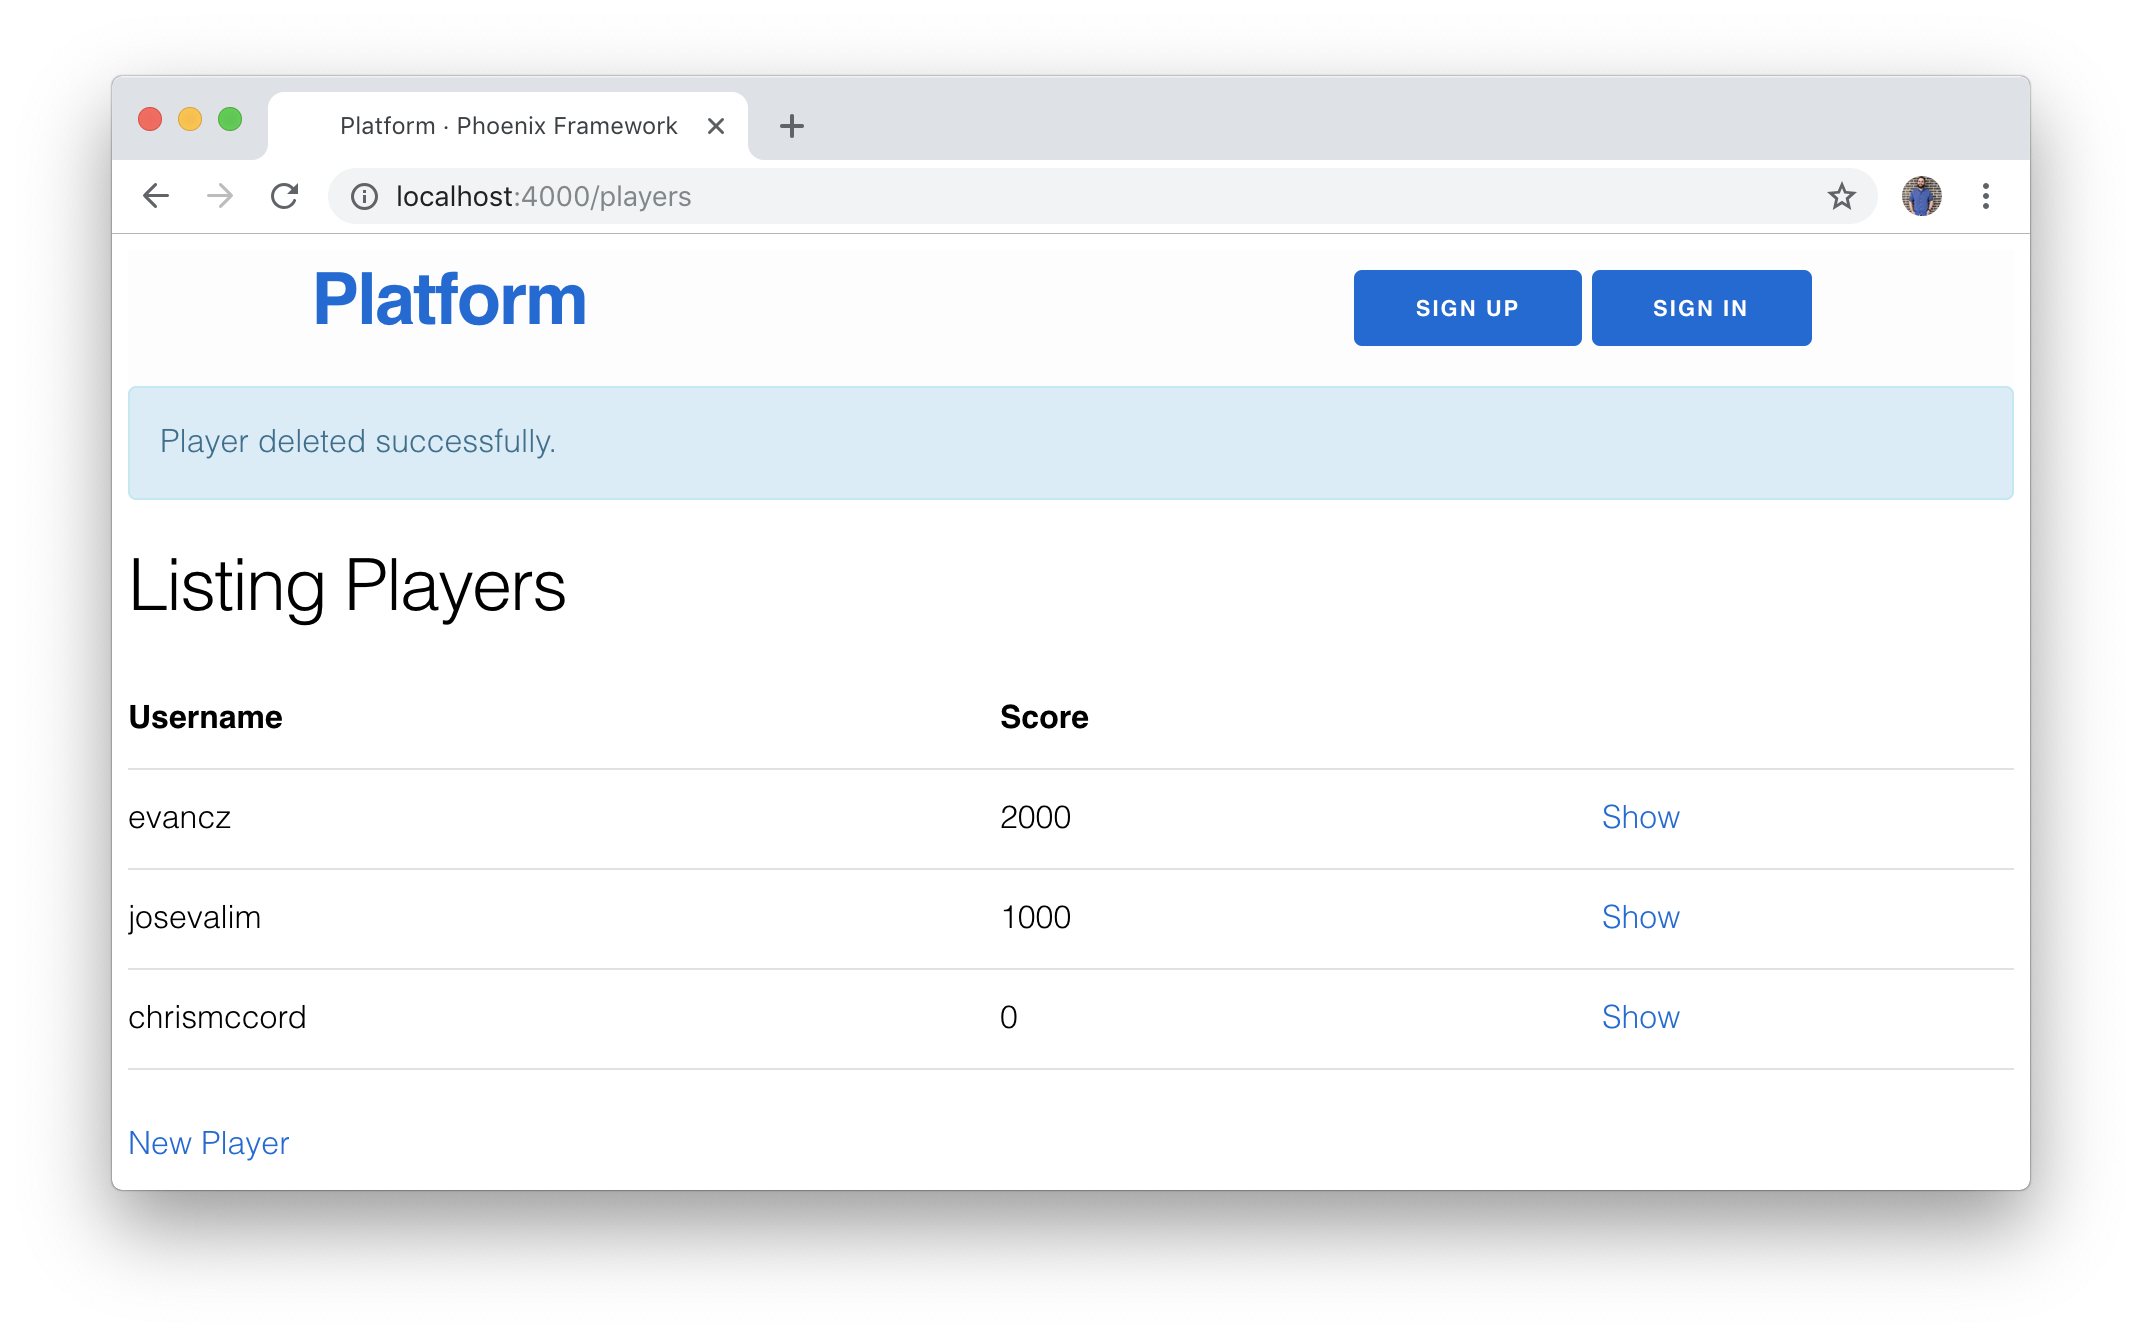 Platform · Phoenix Framework
localhost:4000/players
Platform SIGN UP SIGN IN
Player deleted successfully.
Listing Players
Username Score
evancz 2000 Show
josevalim 1000 Show
chrismccord 0 Show
New Player